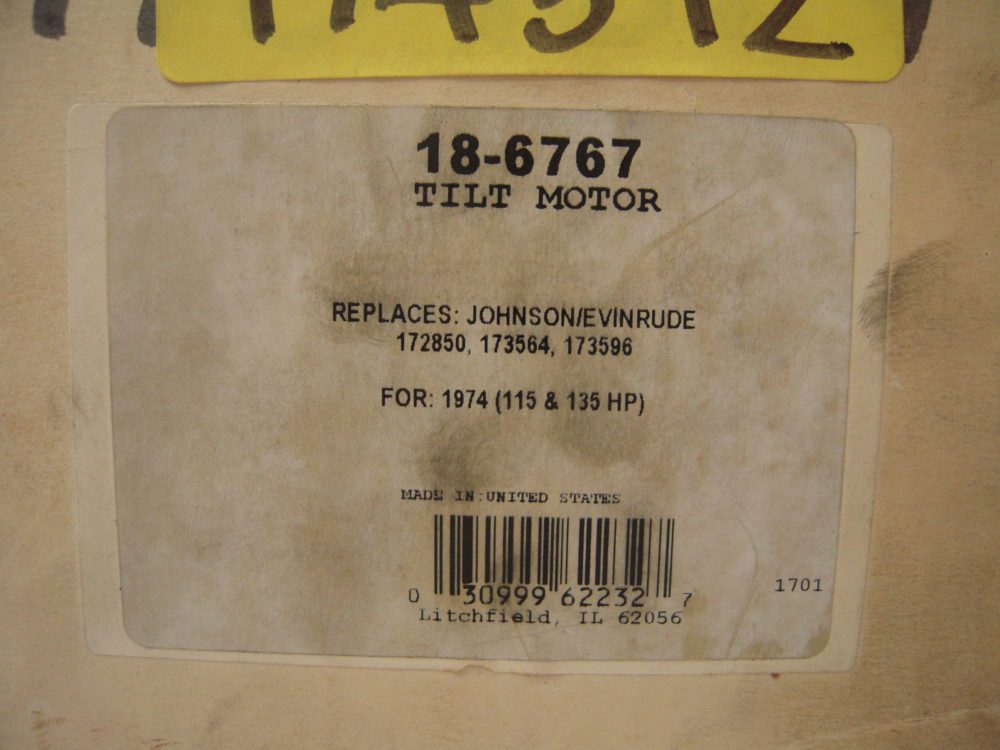 18-6767
TILT MOTOR
REPLACES: JOHNSON/EVINRUDE
172850, 173564, 173596
FOR: 1974 (115 & 135 HP)
MADE IN:UNITED STATES
0 30999 62232 7
1701
Litchfield, IL 62056